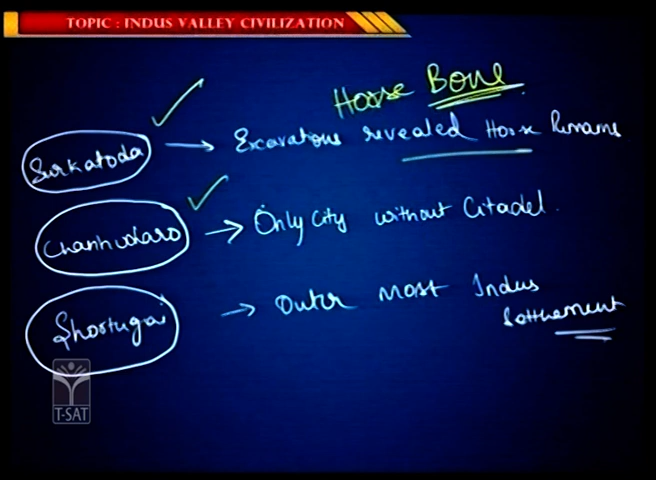 TOPIC : INDUS VALLEY CIVILIZATION
Horse Bone
Surkatoda → Excavations revealed Horse Remains
Chanhudaro → Only city without Citadel.
Shortugai → Outer most Indus
Settlement
T-SAT